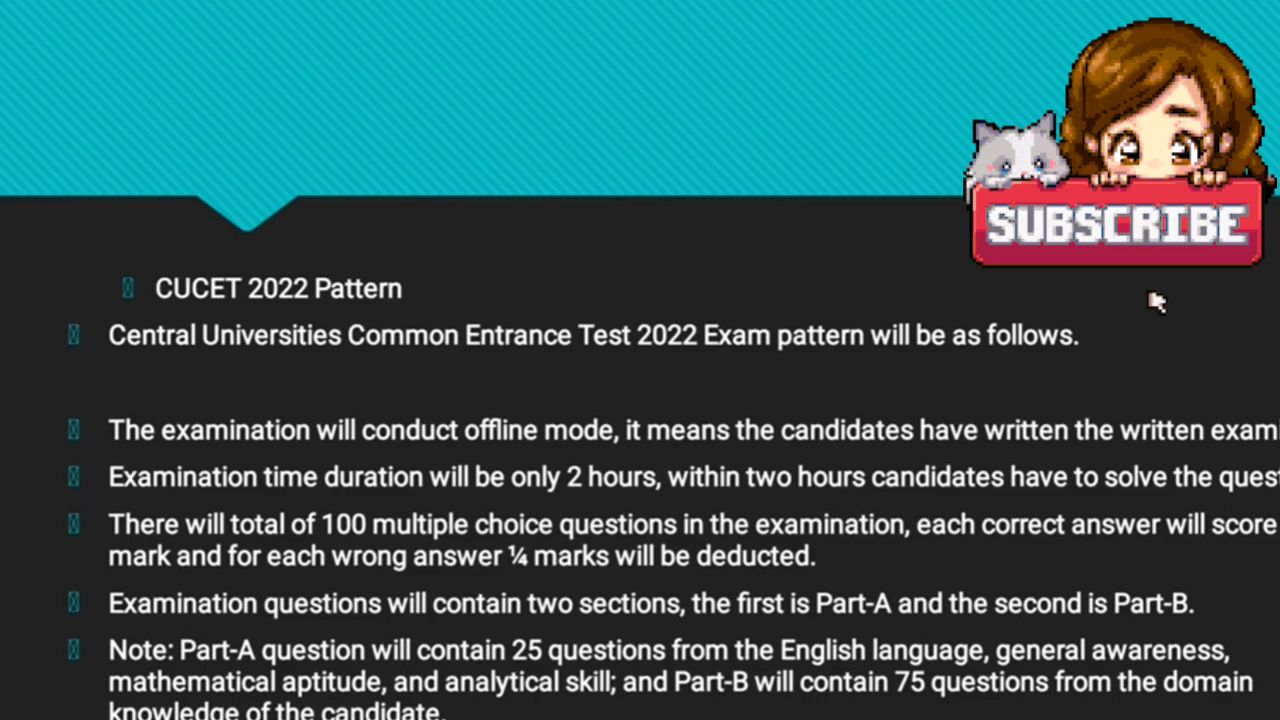 SUBSCRIBE
CUCET 2022 Pattern
Central Universities Common Entrance Test 2022 Exam pattern will be as follows.
The examination will conduct offline mode, it means the candidates have written the written exam
Examination time duration will be only 2 hours, within two hours candidates have to solve the ques
There will total of 100 multiple choice questions in the examination, each correct answer will score
mark and for each wrong answer ¼ marks will be deducted.
Examination questions will contain two sections, the first is Part-A and the second is Part-B.
Note: Part-A question will contain 25 questions from the English language, general awareness,
mathematical aptitude, and analytical skill; and Part-B will contain 75 questions from the domain
knowledge of the candidate.